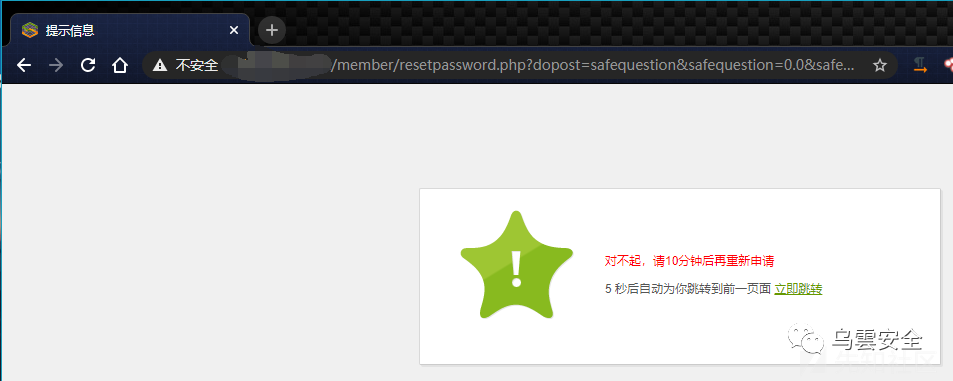 提示信息
不安全 /member/resetpassword.php?dopost=safequestion&safequestion=0.0&safe...
对不起，请10分钟后再重新申请
5 秒后自动为你跳转到前一页面 立即跳转
乌雲安全